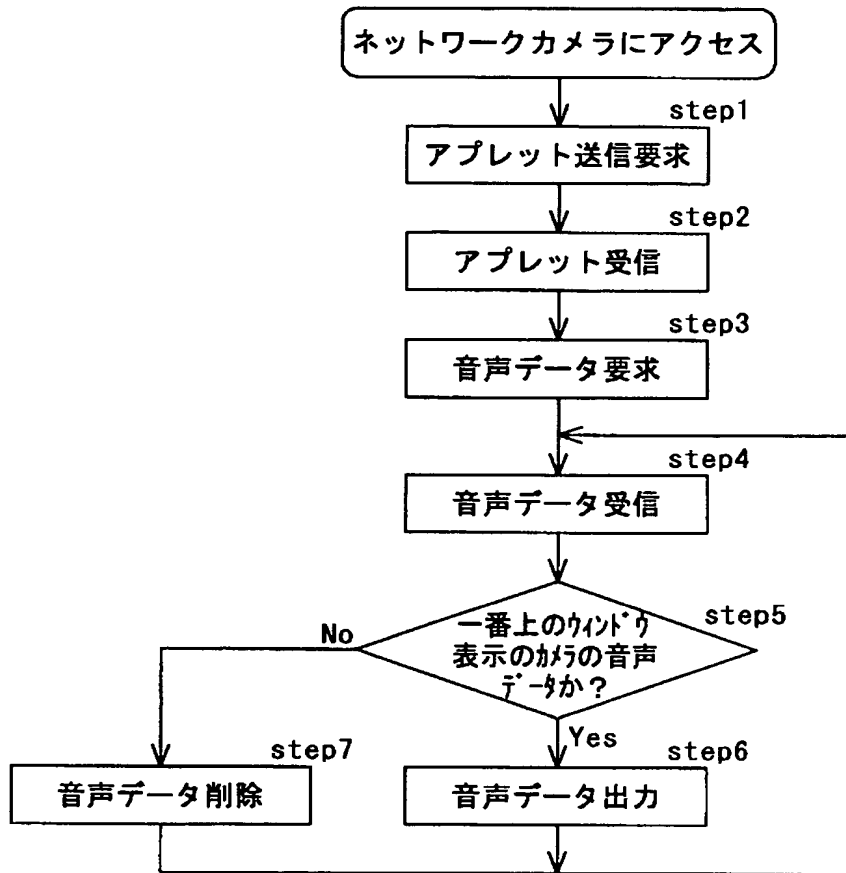 ネットワークカメラにアクセス
step1
アプレット送信要求
step2
アプレット受信
step3
音声データ要求
step4
音声データ受信
step5
一番上のウィンドウ
表示のカメラの音声
データか？
No
Yes
step7
音声データ削除
step6
音声データ出力